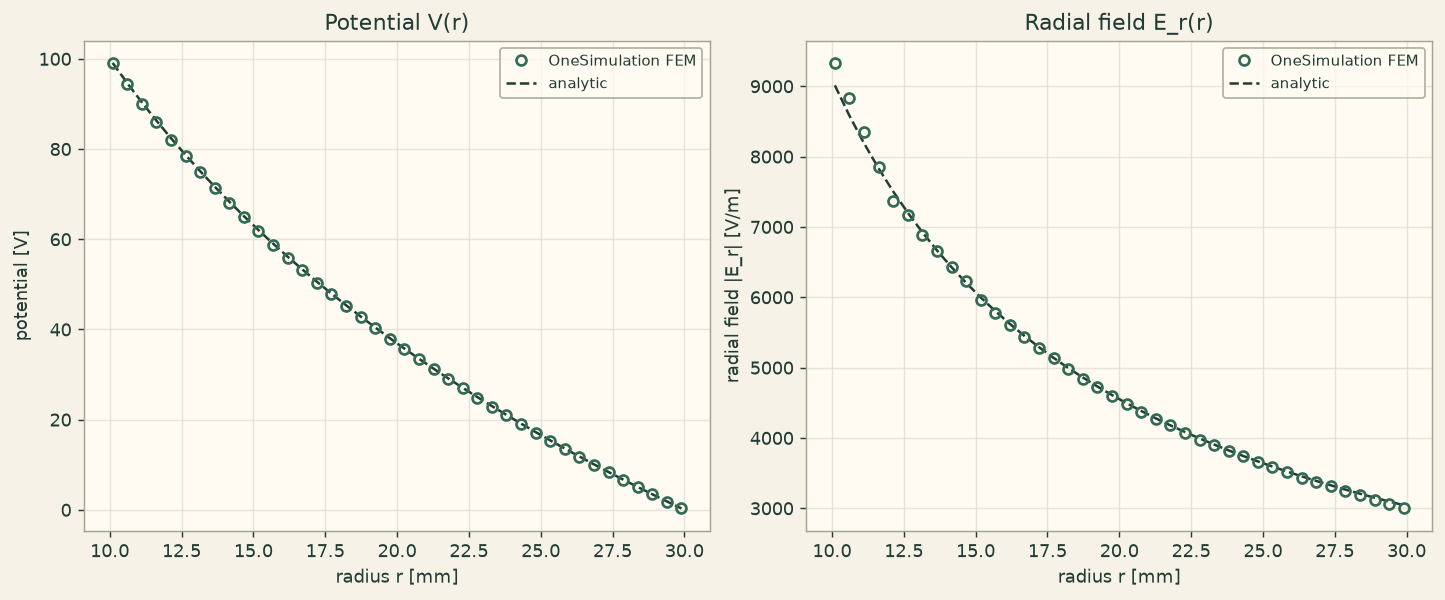 Potential V(r)
OneSimulation FEM
analytic
potential [V]
100
80
60
40
20
0
10.0 12.5 15.0 17.5 20.0 22.5 25.0 27.5 30.0
radius r [mm]
Radial field E_r(r)
OneSimulation FEM
analytic
radial field |E_r| [V/m]
9000
8000
7000
6000
5000
4000
3000
10.0 12.5 15.0 17.5 20.0 22.5 25.0 27.5 30.0
radius r [mm]